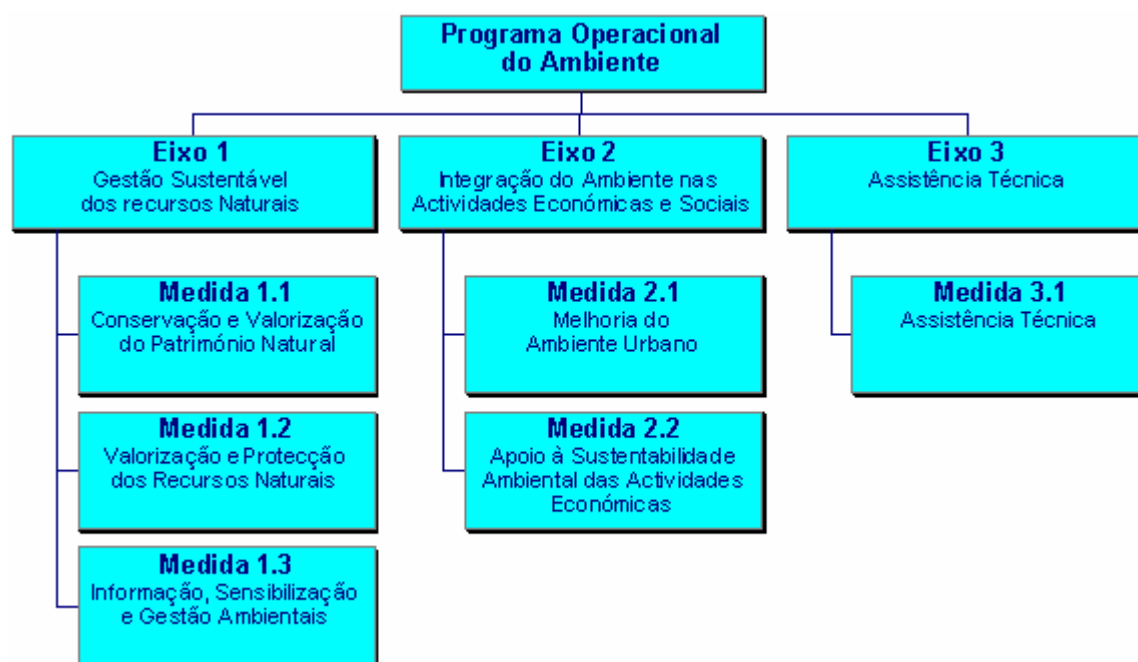 Programa Operacional
do Ambiente
Eixo 1
Gestão Sustentável
dos recursos Naturais
Eixo 2
Integração do Ambiente nas
Actividades Económicas e Sociais
Eixo 3
Assistência Técnica
Medida 1.1
Conservação e Valorização
do Património Natural
Medida 2.1
Melhoria do
Ambiente Urbano
Medida 3.1
Assistência Técnica
Medida 1.2
Valorização e Protecção
dos Recursos Naturais
Medida 2.2
Apoio à Sustentabilidade
Ambiental das Actividades
Económicas
Medida 1.3
Informação, Sensibilização
e Gestão Ambientais